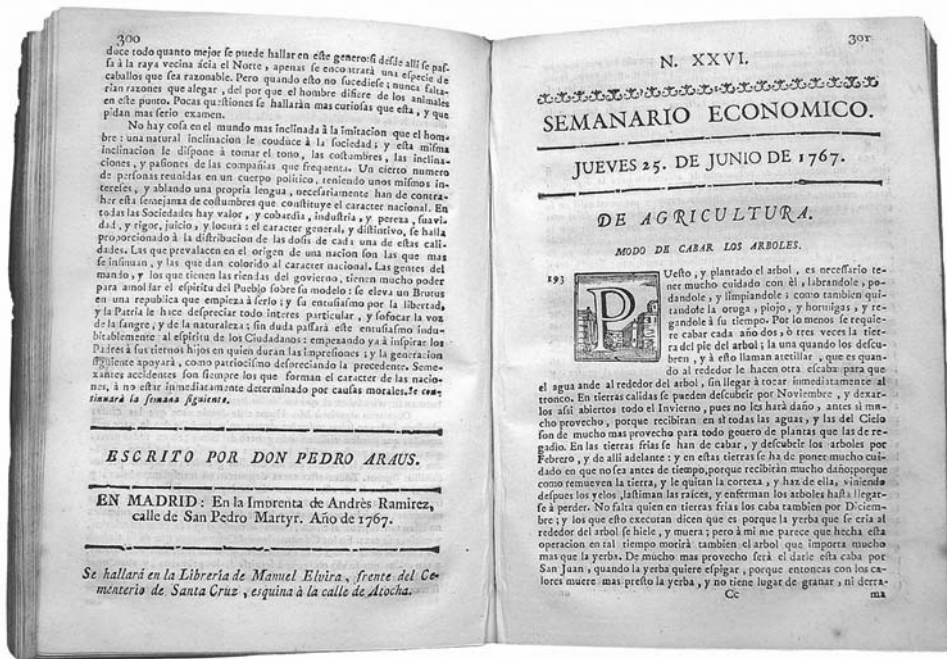 300
duce todo quanto mejor se puede hallar en este genero: si desde alli se pas-
sa à la raya vecina ácia el Norte, apenas se encontrará una especie de
caballos que sea razonable. Pero quando esto no sucediese; nunca falta-
rian razones que alegar, del por que el hombre difiere de los animales
en este punto. Pocas questiones se hallarán mas curiosas que esta, y que
pidan mas serio examen.
No hay cosa en el mundo mas inclinada à la imitacion que el hom-
bre: una natural inclinacion le conduce à la sociedad; y esta misma
inclinacion le dispone à tomar el tono, las costumbres, las inclina-
ciones, y pasiones de las compañias que frequenta. Un cierto numero
de personas reunidas en un cuerpo politico, teniendo unos mismos in-
tereses, y ablando una propria lengua, necesariamente han de contra-
her esta semejanza de costumbres que constituye el caracter nacional. En
todas las Sociedades hay valor, y cobardia, industria, y pereza, suavi-
dad, y rigor, juicio, y locura: el caracter general, y distintivo, se halla
proporcionado à la distribucion de las dosis de cada una de estas cali-
dades. Las que prevalecen en el origen de una nacion son las que mas
se insinuan, y las que dan colorido al caracter nacional. Las gentes del
mando, y los que tienen las riendas del govierno, tienen mucho poder
para amoldar el espiritu del Pueblo sobre su modelo: se eleva un Brutus
en una republica que empieza à serlo; y su entusiasmo por la libertad,
y la Patria le hace despreciar todo interes particular, y sofocar la voz
de la sangre, y de la naturaleza; sin duda passará este entusiasmo indu-
bitablemente al espiritu de los Ciudadanos: empezando ya à inspirar los
Padres à sus tiernos hijos en quien duran las impresiones; y la generacion
siguiente apoyará, como patriocismo despreciando la precedente. Seme-
xantes accidentes son siempre los que forman el caracter de las nacio-
nes, à no estar inmediatamente determinado por causas morales. Se con-
tinuarà la semana siguiente.
ESCRITO POR DON PEDRO ARAUS.
EN MADRID: En la Imprenta de Andrès Ramirez,
calle de San Pedro Martyr. Año de 1767.
Se hallará en la Librería de Manuel Elvira, frente del Ce-
menterio de Santa Cruz, esquina à la calle de Atocha.
301
N. XXVI.
SEMANARIO ECONOMICO.
JUEVES 25. DE JUNIO DE 1767.
DE AGRICULTURA.
MODO DE CABAR LOS ARBOLES.
193 PUesto, y plantado el arbol, es necessario te-
ner mucho cuidado con èl, labrandole, po-
dandole, y limpiandole; como tambien qui-
tandole la oruga, piojo, y hormigas, y re-
gandole à su tiempo. Por lo menos se requie-
re cabar cada año dos, ò tres veces la tier-
ra del pie del arbol; la una quando los descu-
bren, y à esto llaman atetillar, que es quan-
do al rededor le hacen otra escaba para que
el agua ande al rededor del arbol, sin llegar à tocar inmediatamente al
tronco. En tierras calidas se pueden descubrir por Noviembre, y dexar-
los assi abiertos todo el Invierno, pues no les hará daño, antes si mu-
cho provecho, porque recibiran en si todas las aguas, y las del Cielo
son de mucho mas provecho para todo genero de plantas que las de re-
gadio. En las tierras frias se han de cabar, y descubrir los arboles por
Febrero, y de alli adelante: y en estas tierras se ha de poner mucho cui-
dado en que no sea antes de tiempo, porque recibirán mucho daño; porque
como remueven la tierra, y le quitan la corteza, y haz de ella, viniendo
despues los yelos, lastiman las raíces, y enferman los arboles hasta llegar-
se à perder. No falta quien en tierras frias los caba tambien por Diciem-
bre; y los que esto executan dicen que es porque la yerba que se cria al
rededor del arbol se hiele, y muera; pero à mi me parece que hecha esta
operacion en tal tiempo morirá tambien el arbol que importa mucho
mas que la yerba. De mucho mas provecho será el darle esta caba por
San Juan, quando la yerba quiere espigar, porque entonces con los ca-
lores muere mas presto la yerba, y no tiene lugar de granar, ni derra-
Cc
ma